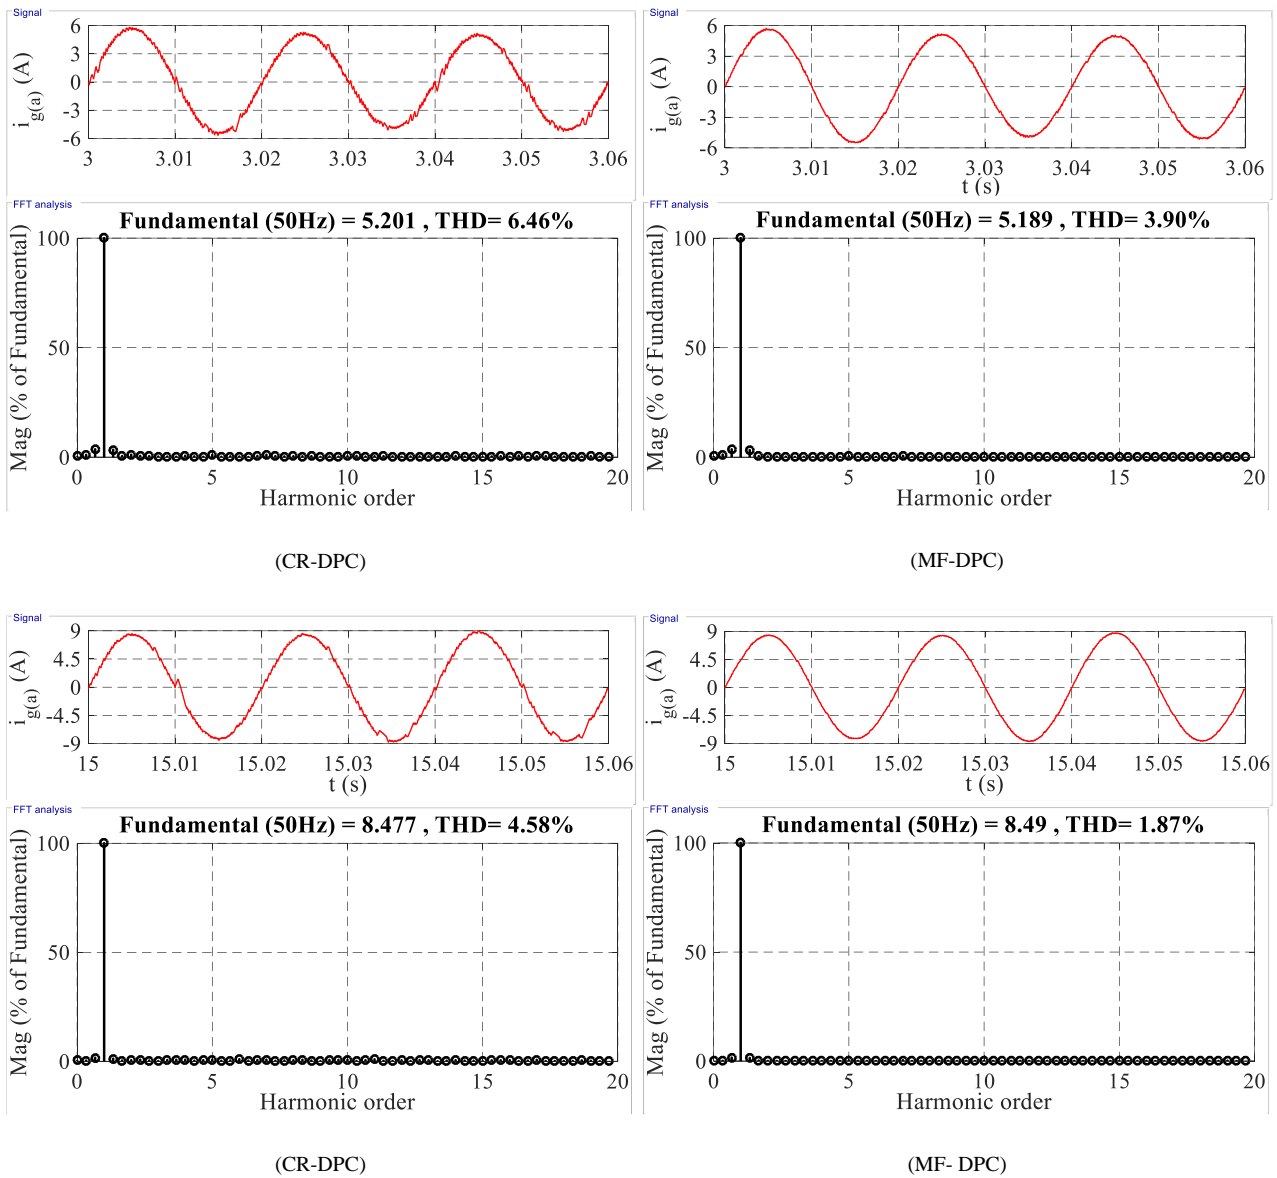 Signal
6
3
0
-3
-6
i g(a) (A)
3 3.01 3.02 3.03 3.04 3.05 3.06
FFT analysis
Fundamental (50Hz) = 5.201 , THD= 6.46%
100
50
0
Mag (% of Fundamental)
0 5 10 15 20
Harmonic order
(CR-DPC)
Signal
6
3
0
-3
-6
i g(a) (A)
3 3.01 3.02 3.03 3.04 3.05 3.06
t (s)
FFT analysis
Fundamental (50Hz) = 5.189 , THD= 3.90%
100
50
0
Mag (% of Fundamental)
0 5 10 15 20
Harmonic order
(MF-DPC)
Signal
9
4.5
0
-4.5
-9
i g(a) (A)
15 15.01 15.02 15.03 15.04 15.05 15.06
t (s)
FFT analysis
Fundamental (50Hz) = 8.477 , THD= 4.58%
100
50
0
Mag (% of Fundamental)
0 5 10 15 20
Harmonic order
(CR-DPC)
Signal
9
4.5
0
-4.5
-9
i g(a) (A)
15 15.01 15.02 15.03 15.04 15.05 15.06
t (s)
FFT analysis
Fundamental (50Hz) = 8.49 , THD= 1.87%
100
50
0
Mag (% of Fundamental)
0 5 10 15 20
Harmonic order
(MF- DPC)